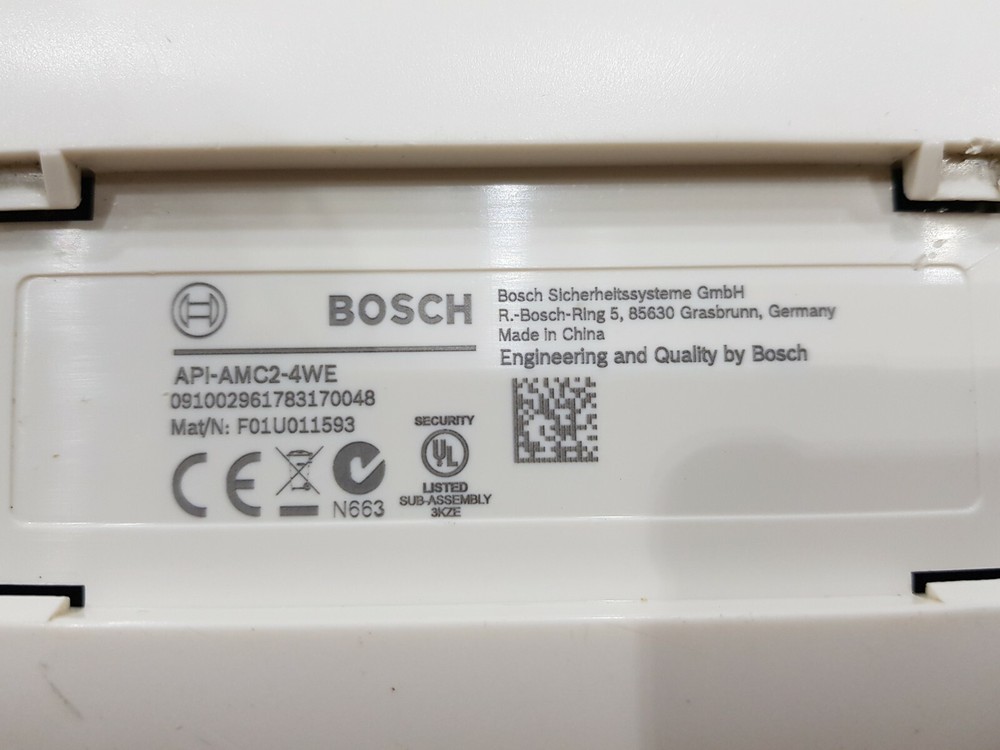 BOSCH
Bosch Sicherheitssysteme GmbH
R.-Bosch-Ring 5, 85630 Grasbrunn, Germany
Made in China
Engineering and Quality by Bosch
API-AMC2-4WE
091002961783170048
Mat/N: F01U011593
CE
N663
SECURITY
UL
LISTED
SUB-ASSEMBLY
3KZE